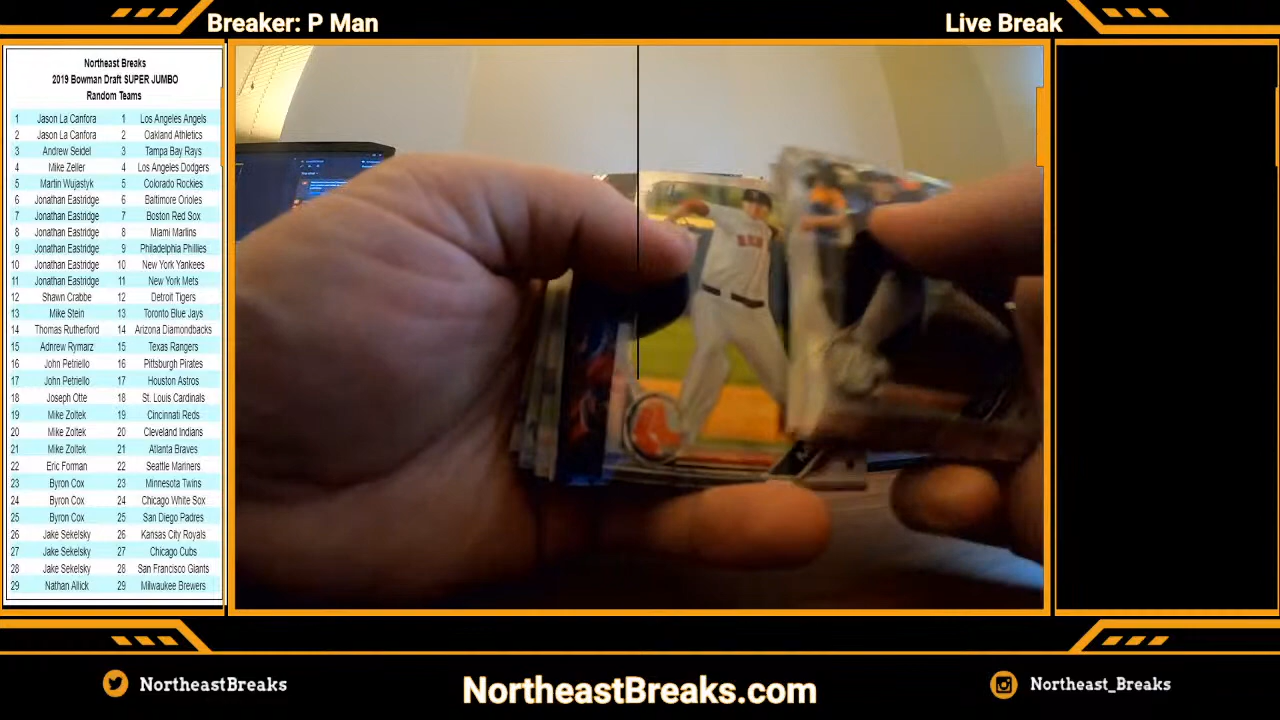 Breaker: P Man
Live Break
Northeast Breaks
2019 Bowman Draft SUPER JUMBO
Random Teams
1 Jason La Canfora 1 Los Angeles Angels
2 Jason La Canfora 2 Oakland Athletics
3 Andrew Seidel 3 Tampa Bay Rays
4 Mike Zeller 4 Los Angeles Dodgers
5 Martin Wujastyk 5 Colorado Rockies
6 Jonathan Eastridge 6 Baltimore Orioles
7 Jonathan Eastridge 7 Boston Red Sox
8 Jonathan Eastridge 8 Miami Marlins
9 Jonathan Eastridge 9 Philadelphia Phillies
10 Jonathan Eastridge 10 New York Yankees
11 Jonathan Eastridge 11 New York Mets
12 Shawn Crabbe 12 Detroit Tigers
13 Mike Stein 13 Toronto Blue Jays
14 Thomas Rutherford 14 Arizona Diamondbacks
15 Adnrew Rymarz 15 Texas Rangers
16 John Petriello 16 Pittsburgh Pirates
17 John Petriello 17 Houston Astros
18 Joseph Otte 18 St. Louis Cardinals
19 Mike Zoltek 19 Cincinnati Reds
20 Mike Zoltek 20 Cleveland Indians
21 Mike Zoltek 21 Atlanta Braves
22 Eric Forman 22 Seattle Mariners
23 Byron Cox 23 Minnesota Twins
24 Byron Cox 24 Chicago White Sox
25 Byron Cox 25 San Diego Padres
26 Jake Sekelsky 26 Kansas City Royals
27 Jake Sekelsky 27 Chicago Cubs
28 Jake Sekelsky 28 San Francisco Giants
29 Nathan Allick 29 Milwaukee Brewers
NortheastBreaks
NortheastBreaks.com
Northeast_Breaks